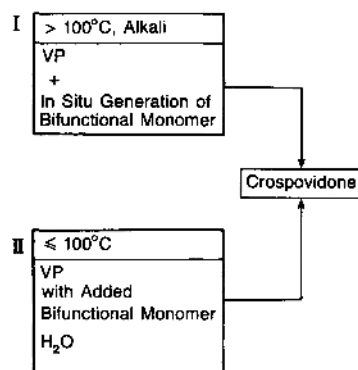 I
> 100°C, Alkali
VP
+
In Situ Generation of
Bifunctional Monomer
Crospovidone
II
⩽ 100°C
VP
with Added
Bifunctional Monomer
H₂O